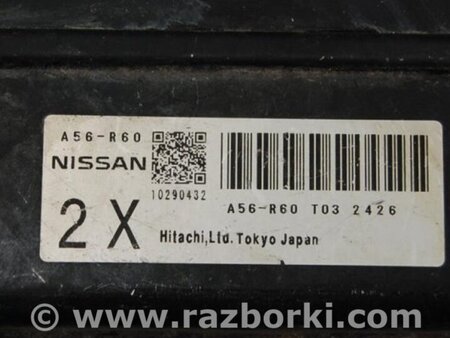 A56-R60
NISSAN
10290432
A56-R60 T03 2426
2 X
Hitachi,Ltd. Tokyo Japan
© www.razborki.com